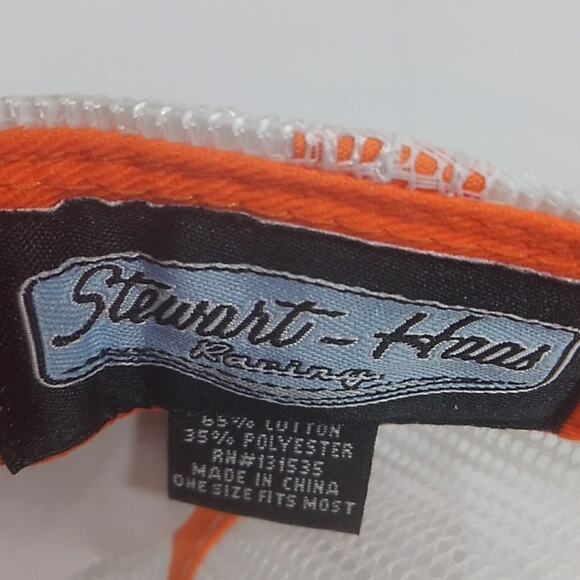 Stewart-Haas
Racing
65% COTTON
35% POLYESTER
RN#131535
MADE IN CHINA
ONE SIZE FITS MOST